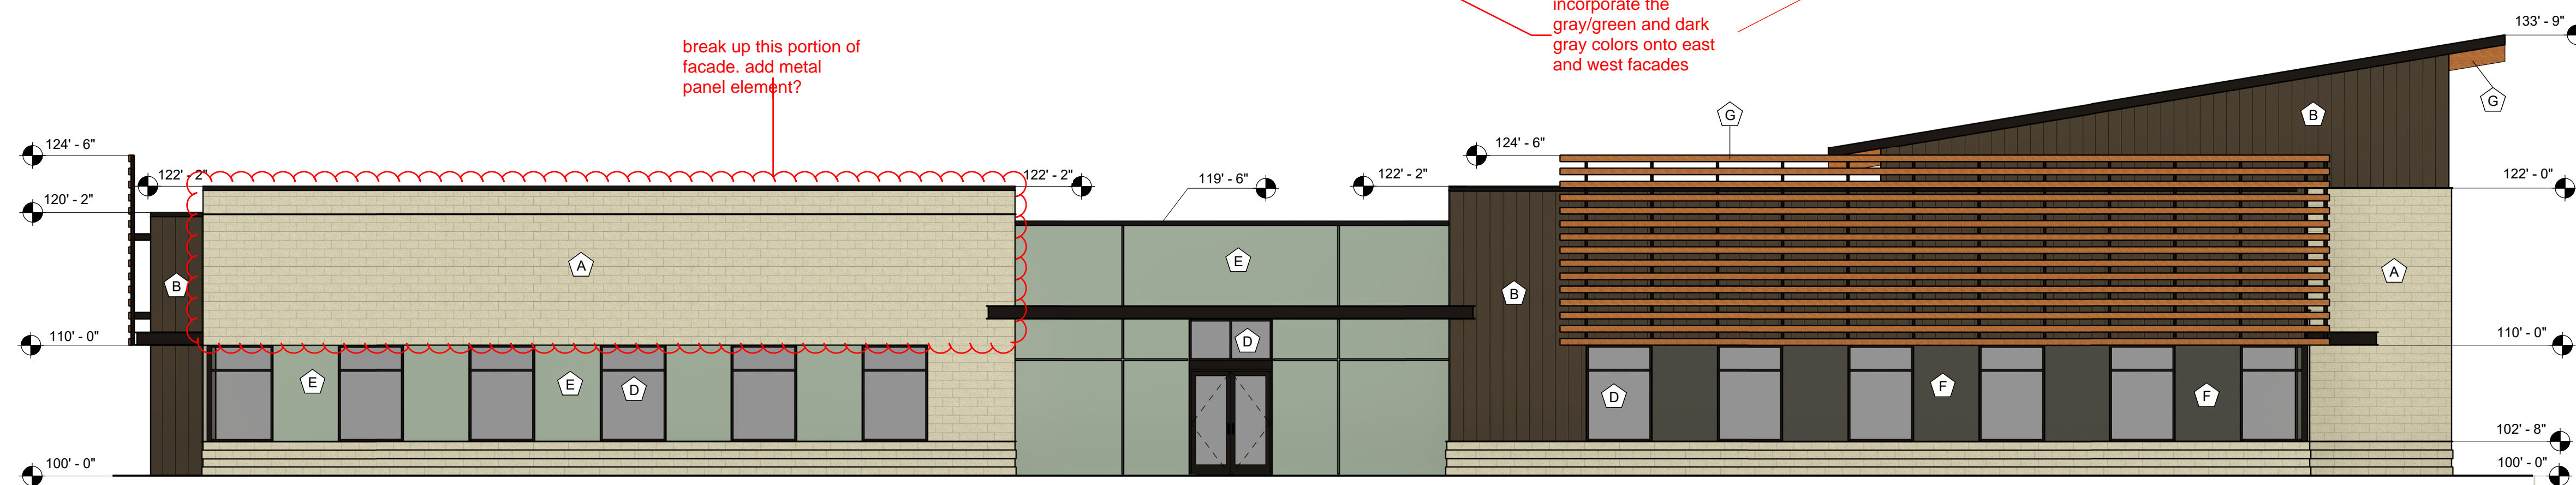 incorporate the
gray/green and dark
gray colors onto east
and west facades
133' - 9"
break up this portion of
facade. add metal
panel element?
G
G
B
124' - 6"
124' - 6"
122' - 2"
122' - 2"
119' - 6"
122' - 2"
122' - 0"
120' - 2"
A
E
B
B
A
110' - 0"
D
110' - 0"
E
E
D
D
F
F
102' - 8"
100' - 0"
100' - 0"